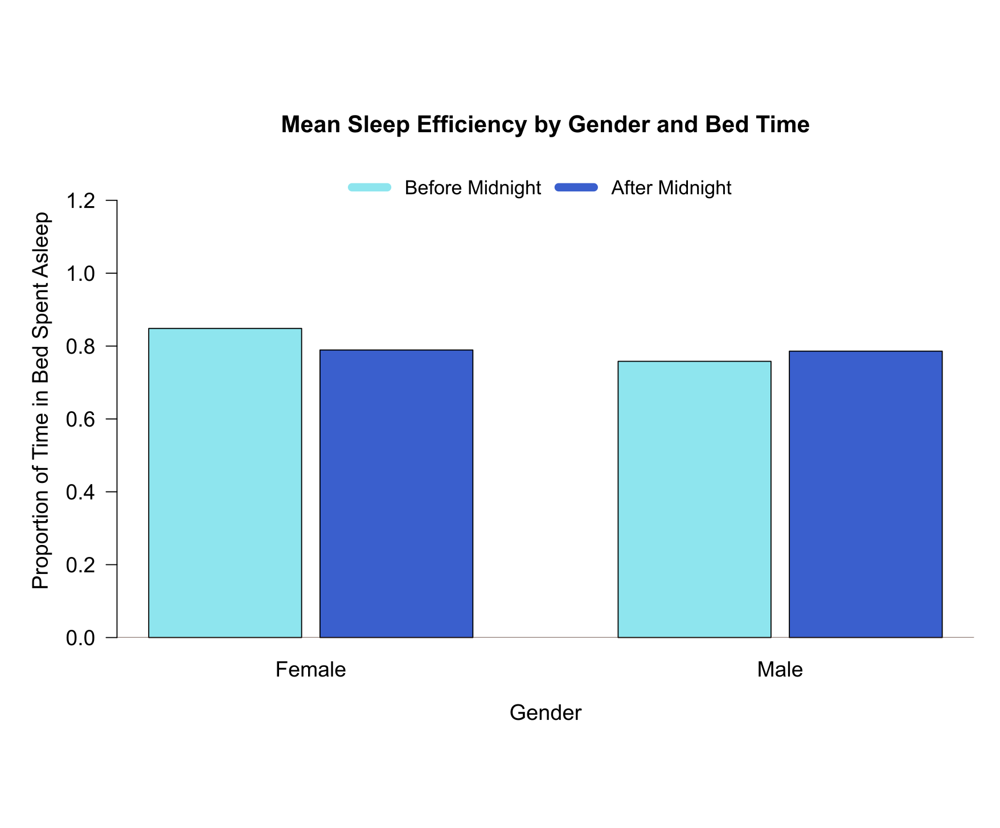 Mean Sleep Efficiency by Gender and Bed Time
Before Midnight After Midnight
Proportion of Time in Bed Spent Asleep
1.2
1.0
0.8
0.6
0.4
0.2
0.0
Female Male
Gender